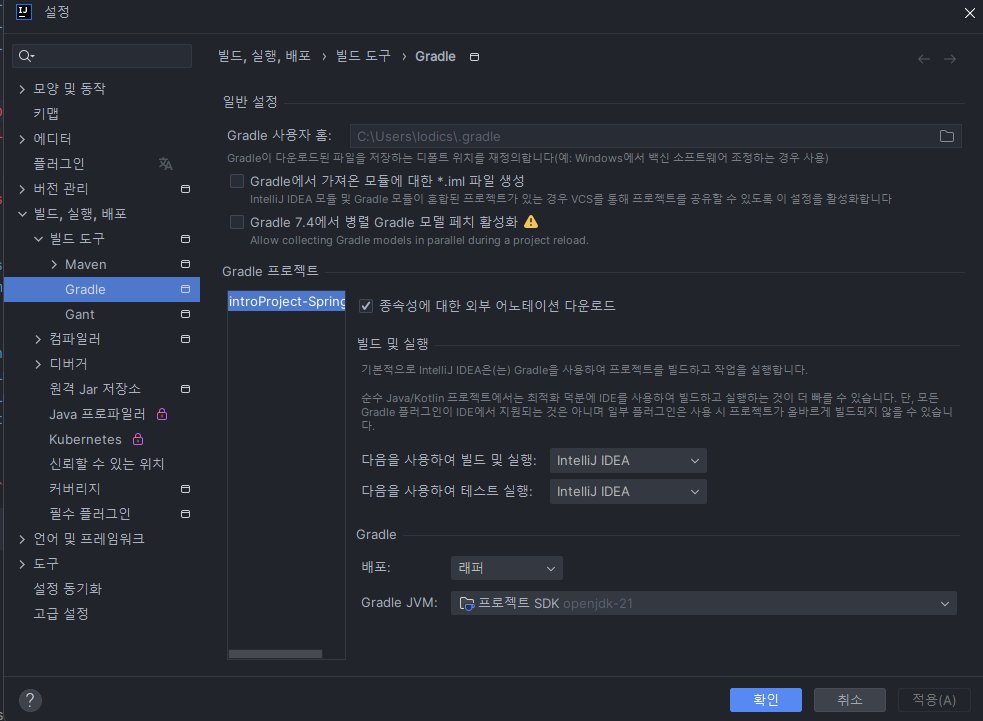 설정
빌드, 실행, 배포 › 빌드 도구 › Gradle
모양 및 동작
키맵
에디터
플러그인
버전 관리
빌드, 실행, 배포
빌드 도구
Maven
Gradle
Gant
컴파일러
디버거
원격 Jar 저장소
Java 프로파일러
Kubernetes
신뢰할 수 있는 위치
커버리지
필수 플러그인
언어 및 프레임워크
도구
설정 동기화
고급 설정
일반 설정
Gradle 사용자 홈: C:\Users\lodics\.gradle
Gradle이 다운로드된 파일을 저장하는 디폴트 위치를 재정의합니다(예: Windows에서 백신 소프트웨어 조정하는 경우 사용)
Gradle에서 가져온 모듈에 대한 *.iml 파일 생성
IntelliJ IDEA 모듈 및 Gradle 모듈이 혼합된 프로젝트가 있는 경우 VCS를 통해 프로젝트를 공유할 수 있도록 이 설정을 활성화합니다
Gradle 7.4에서 병렬 Gradle 모델 페치 활성화
Allow collecting Gradle models in parallel during a project reload.
Gradle 프로젝트
introProject-Spring
종속성에 대한 외부 어노테이션 다운로드
빌드 및 실행
기본적으로 IntelliJ IDEA은(는) Gradle을 사용하여 프로젝트를 빌드하고 작업을 실행합니다.
순수 Java/Kotlin 프로젝트에서는 최적화 덕분에 IDE를 사용하여 빌드하고 실행하는 것이 더 빠를 수 있습니다. 단, 모든
Gradle 플러그인이 IDE에서 지원되는 것은 아니며 일부 플러그인은 사용 시 프로젝트가 올바르게 빌드되지 않을 수 있습니
다.
다음을 사용하여 빌드 및 실행: IntelliJ IDEA
다음을 사용하여 테스트 실행: IntelliJ IDEA
Gradle
배포: 래퍼
Gradle JVM: 프로젝트 SDK openjdk-21
?
확인
취소
적용(A)